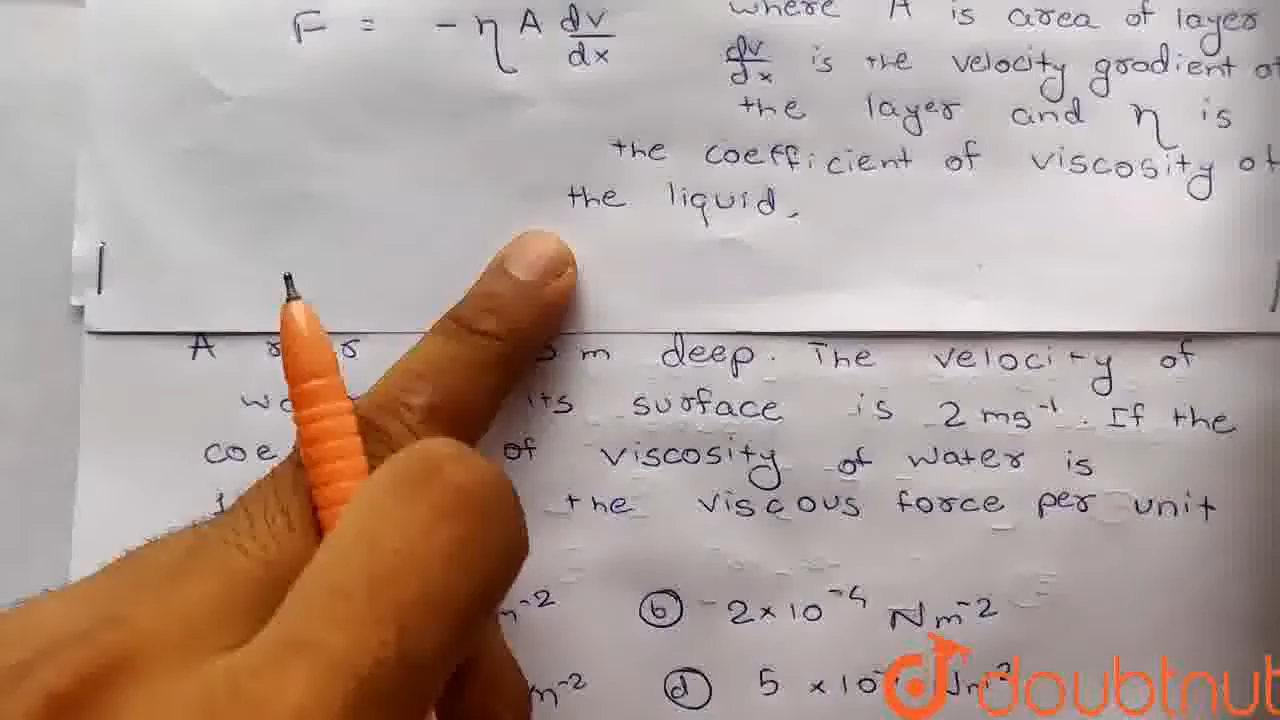 F = - η A dv/dx
where A is area of layer
dv/dx is the velocity gradient of
the layer and η is
the coefficient of viscosity of
the liquid.
A m deep. The velocity of
its surface is 2 ms⁻¹. If the
of viscosity of water is
the viscous force per unit
m⁻² (b) 2×10⁻⁴ Nm⁻²
m⁻² (d) 5 ×10 Nm⁻²
doubtnut